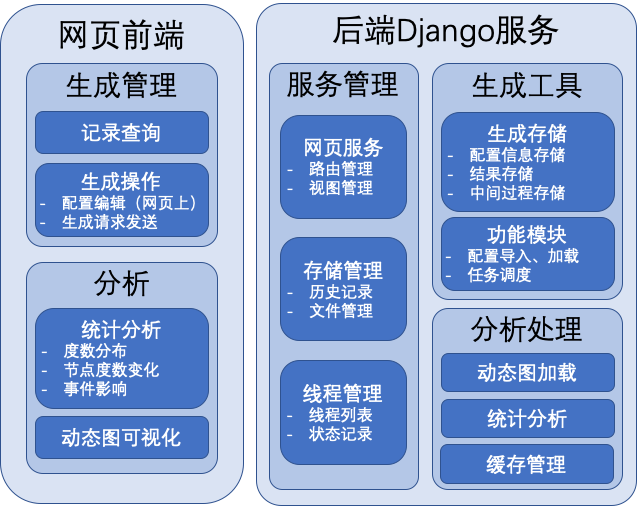 网页前端
生成管理
记录查询
生成操作
- 配置编辑（网页上）
- 生成请求发送
分析
统计分析
- 度数分布
- 节点度数变化
- 事件影响
动态图可视化
后端Django服务
服务管理
网页服务
- 路由管理
- 视图管理
存储管理
- 历史记录
- 文件管理
线程管理
- 线程列表
- 状态记录
生成工具
生成存储
- 配置信息存储
- 结果存储
- 中间过程存储
功能模块
- 配置导入、加载
- 任务调度
分析处理
动态图加载
统计分析
缓存管理